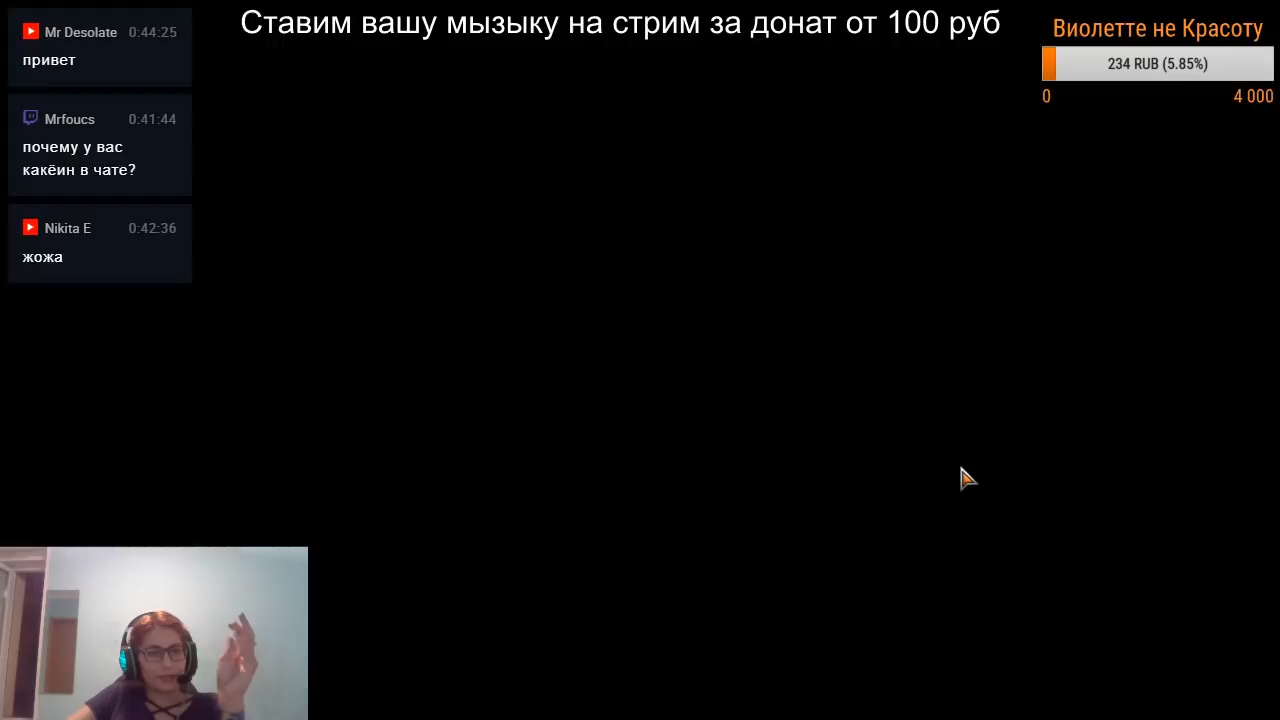 Mr Desolate 0:44:25
привет
Mrfoucs 0:41:44
почему у вас
какёин в чате?
Nikita E 0:42:36
жожа
Ставим вашу мызыку на стрим за донат от 100 руб
Виолетте не Красоту
234 RUB (5.85%)
0 4 000